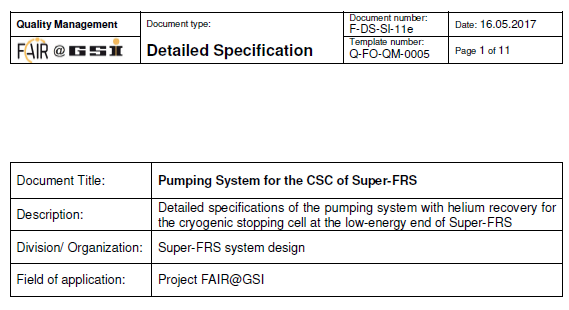 Quality Management
Document type:
Document number:
F-DS-SI-11e
Date: 16.05.2017
FAIR @ GSI
Detailed Specification
Template number:
Q-FO-QM-0005
Page 1 of 11
Document Title:
Pumping System for the CSC of Super-FRS
Description:
Detailed specifications of the pumping system with helium recovery for
the cryogenic stopping cell at the low-energy end of Super-FRS
Division/ Organization:
Super-FRS system design
Field of application:
Project FAIR@GSI